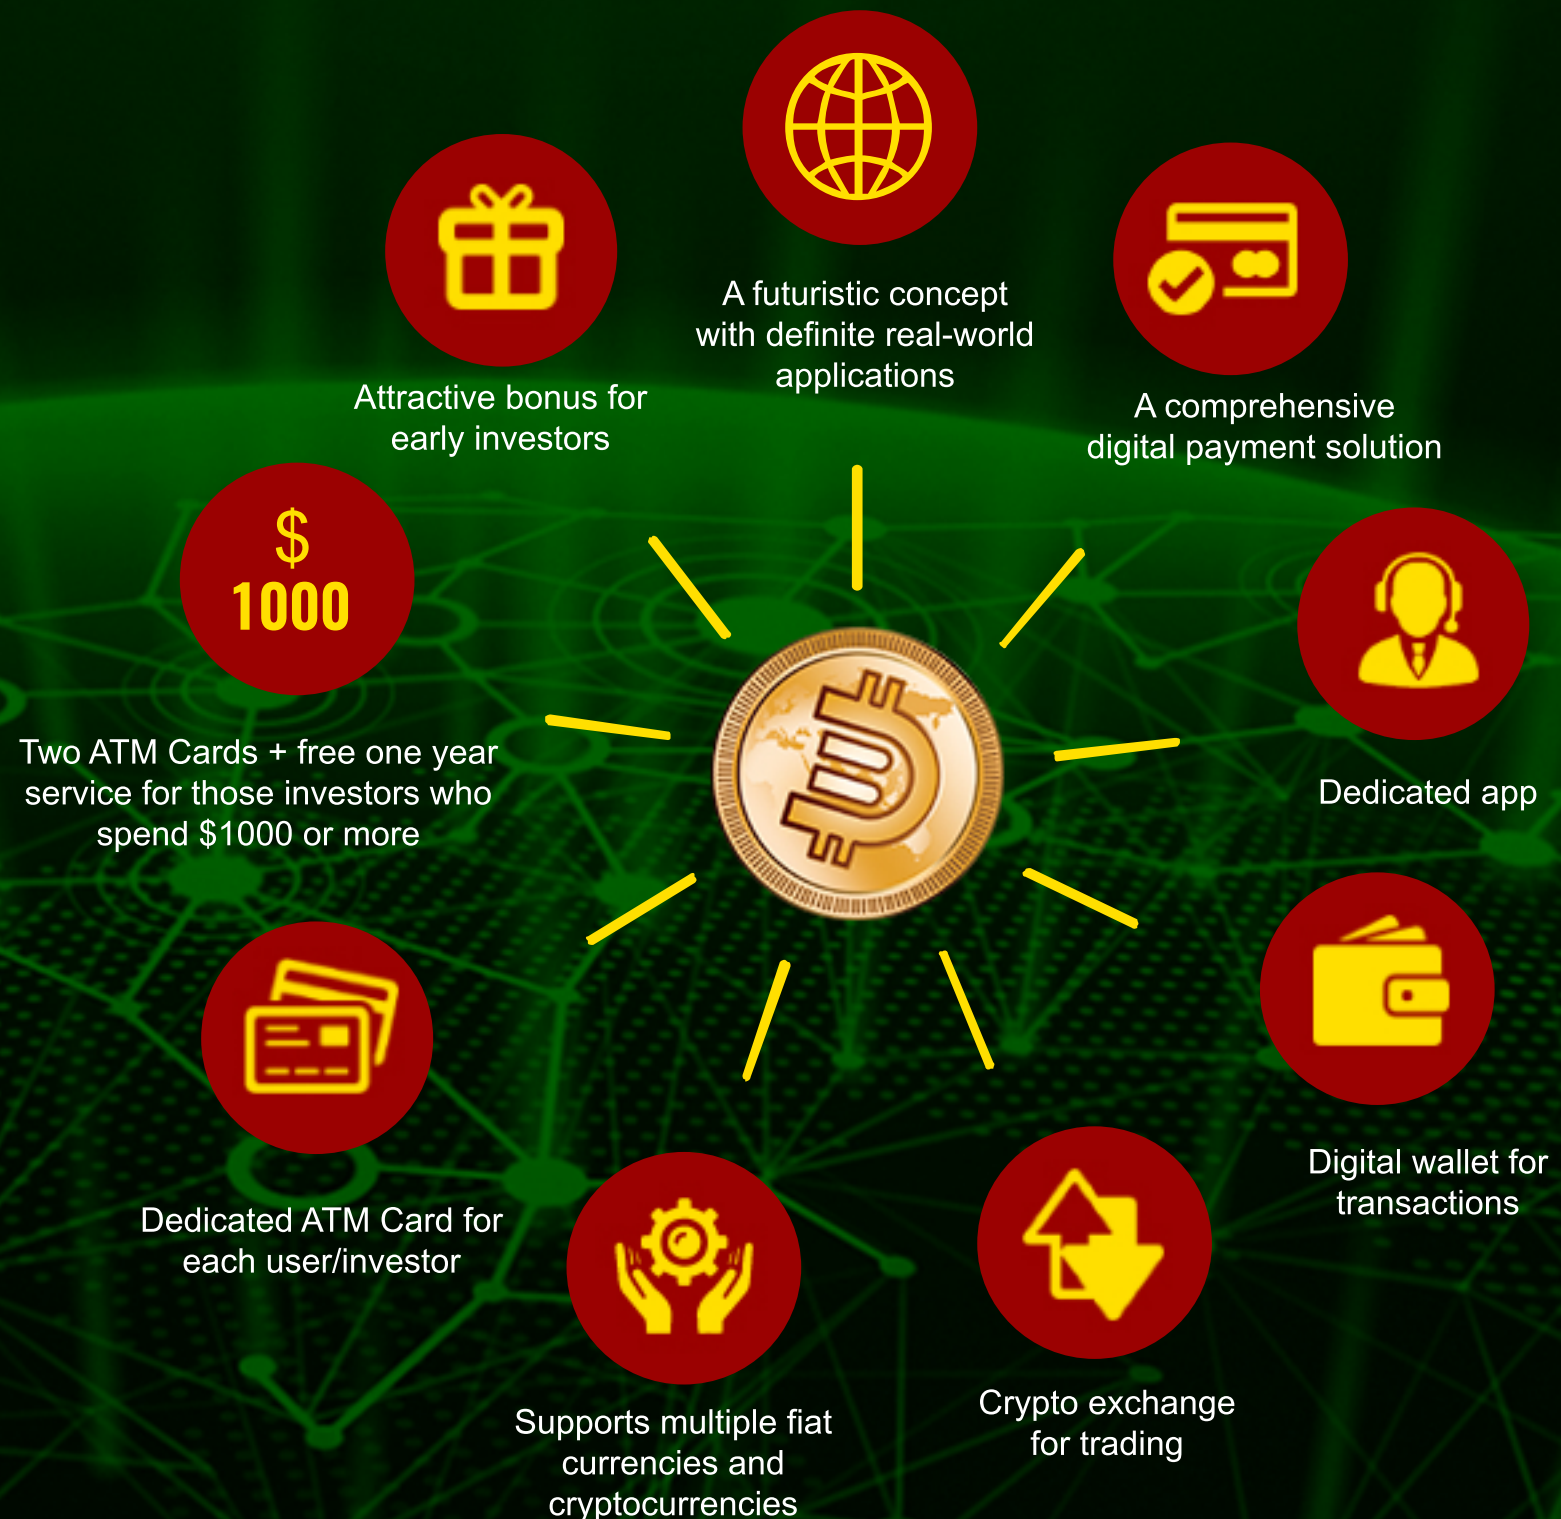 A futuristic concept
with definite real-world
applications
A comprehensive
digital payment solution
Dedicated app
Digital wallet for
transactions
Crypto exchange
for trading
Supports multiple fiat
currencies and
cryptocurrencies
Dedicated ATM Card for
each user/investor
$
1000
Two ATM Cards + free one year
service for those investors who
spend $1000 or more
Attractive bonus for
early investors